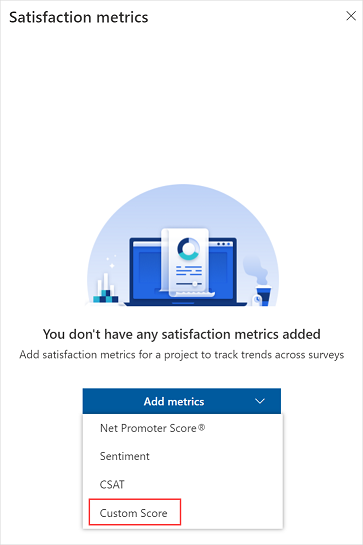 Satisfaction metrics
You don't have any satisfaction metrics added
Add satisfaction metrics for a project to track trends across surveys
Add metrics
Net Promoter Score®
Sentiment
CSAT
Custom Score